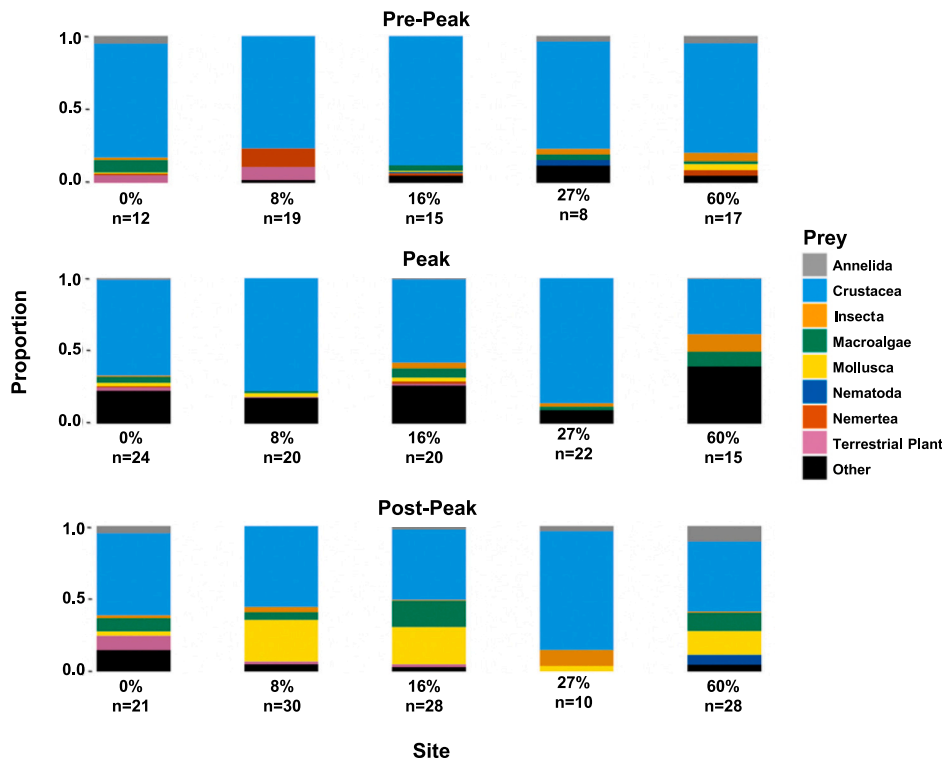 Pre-Peak
1.0
0.5
0.0
0% 8% 16% 27% 60%
n=12 n=19 n=15 n=8 n=17
Peak
1.0
0.5
0.0
0% 8% 16% 27% 60%
n=24 n=20 n=20 n=22 n=15
Post-Peak
1.0
0.5
0.0
0% 8% 16% 27% 60%
n=21 n=30 n=28 n=10 n=28
Proportion
Site
Prey
Annelida
Crustacea
Insecta
Macroalgae
Mollusca
Nematoda
Nemertea
Terrestrial Plant
Other